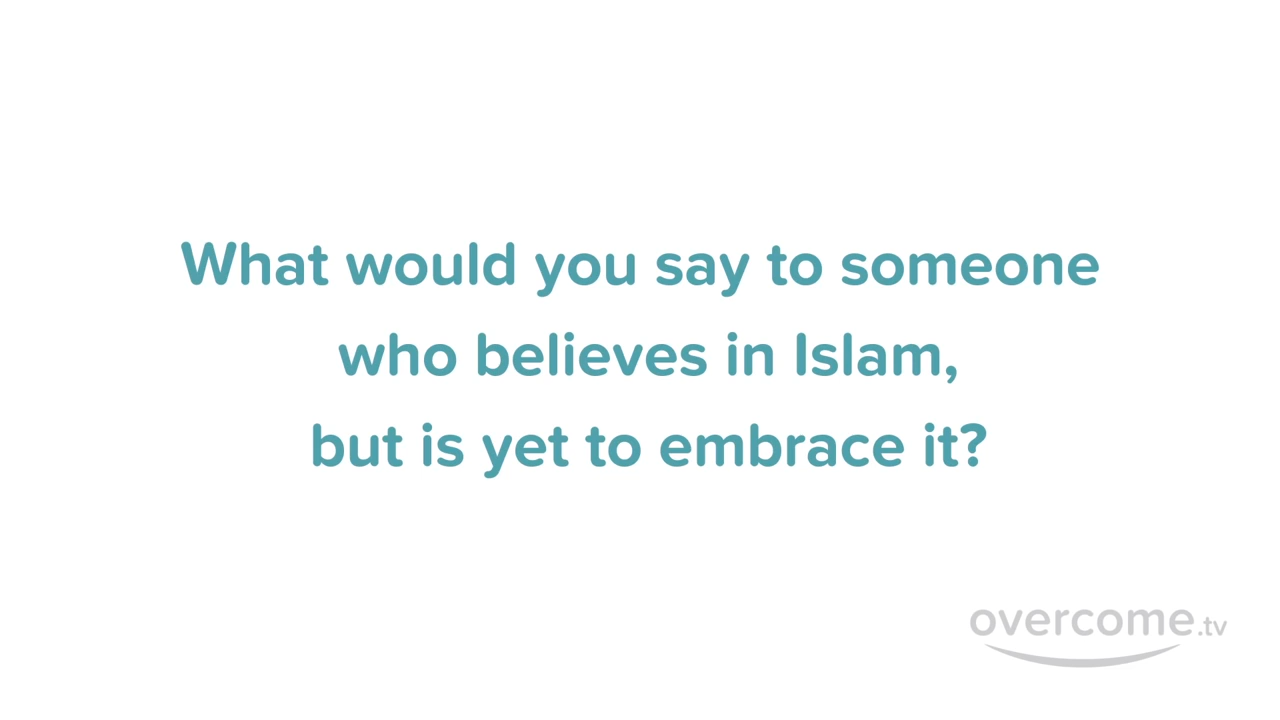 What would you say to someone
who believes in Islam,
but is yet to embrace it?
overcome.tv